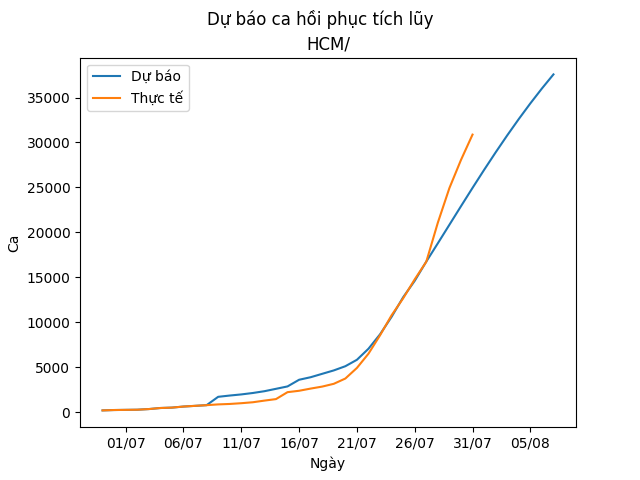 Dự báo ca hồi phục tích lũy
HCM/
Dự báo
Thực tế
35000
30000
25000
20000
15000
10000
5000
0
Ca
01/07 06/07 11/07 16/07 21/07 26/07 31/07 05/08
Ngày